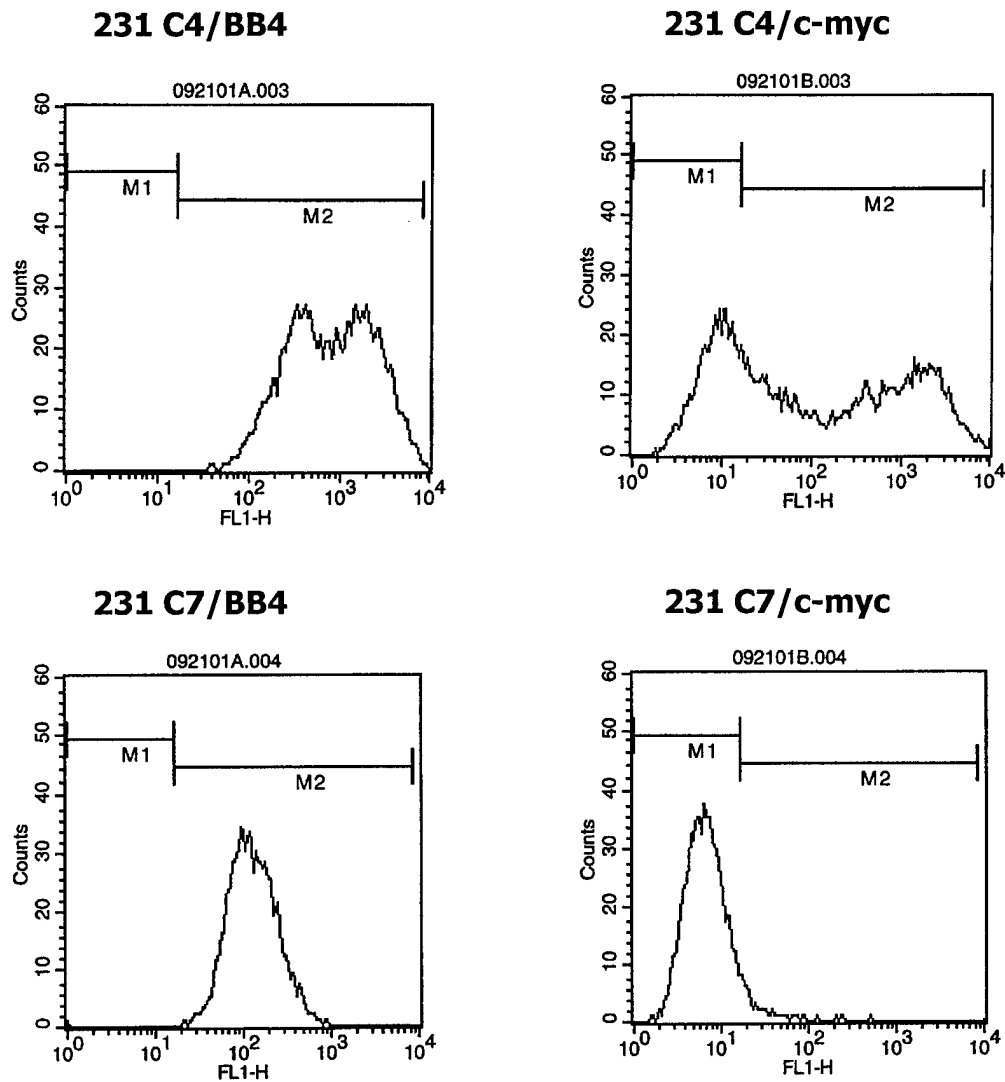 231 C4/BB4
092101A.003
60
50
40
30
20
10
0
Counts
M1
M2
10^0 10^1 10^2 10^3 10^4
FL1-H
231 C4/c-myc
092101B.003
60
50
40
30
20
10
0
Counts
M1
M2
10^0 10^1 10^2 10^3 10^4
FL1-H
231 C7/BB4
092101A.004
60
50
40
30
20
10
0
Counts
M1
M2
10^0 10^1 10^2 10^3 10^4
FL1-H
231 C7/c-myc
092101B.004
60
50
40
30
20
10
0
Counts
M1
M2
10^0 10^1 10^2 10^3 10^4
FL1-H